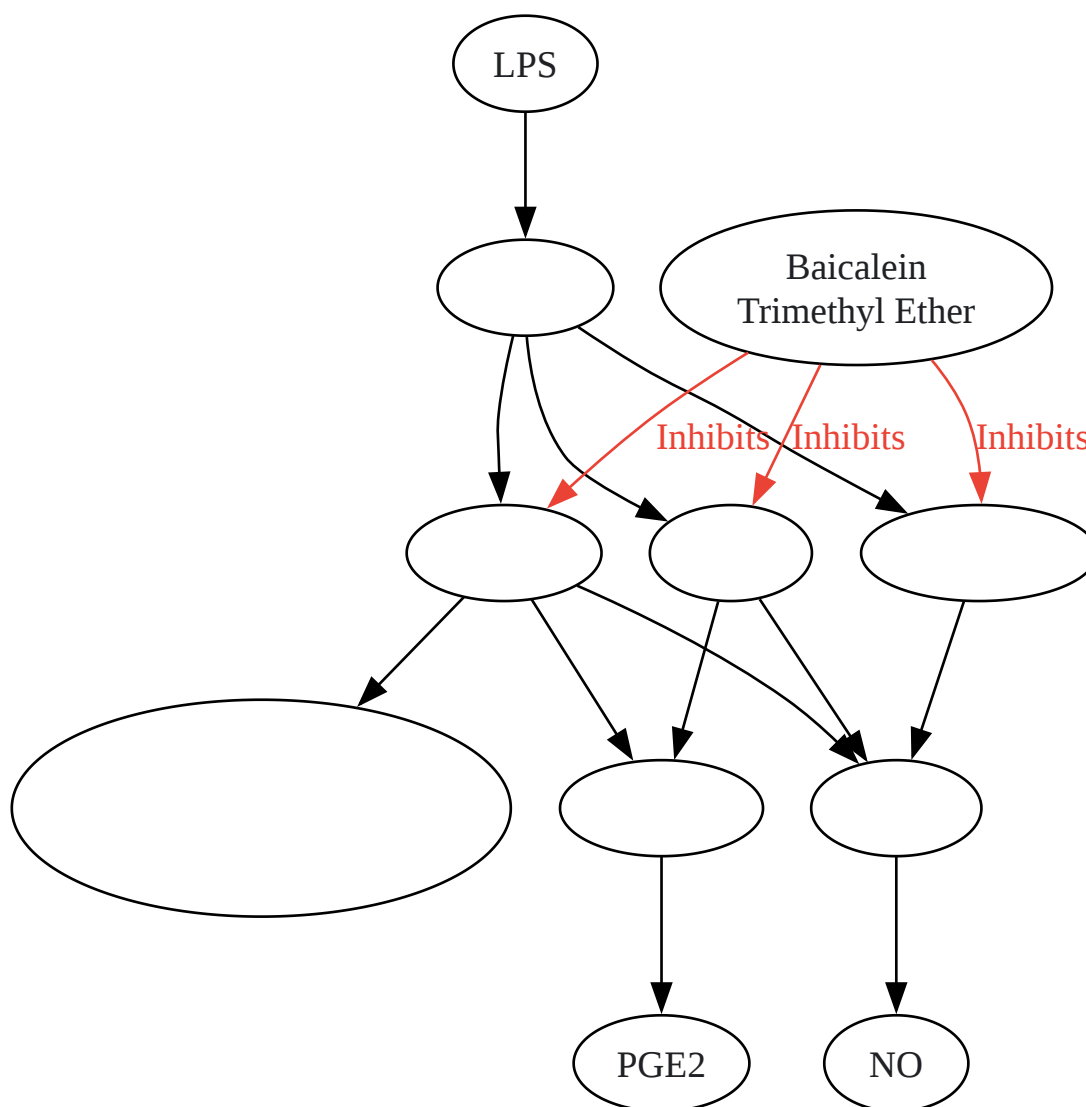 LPS
Baicalein
Trimethyl Ether
Inhibits
Inhibits
Inhibits
PGE2
NO